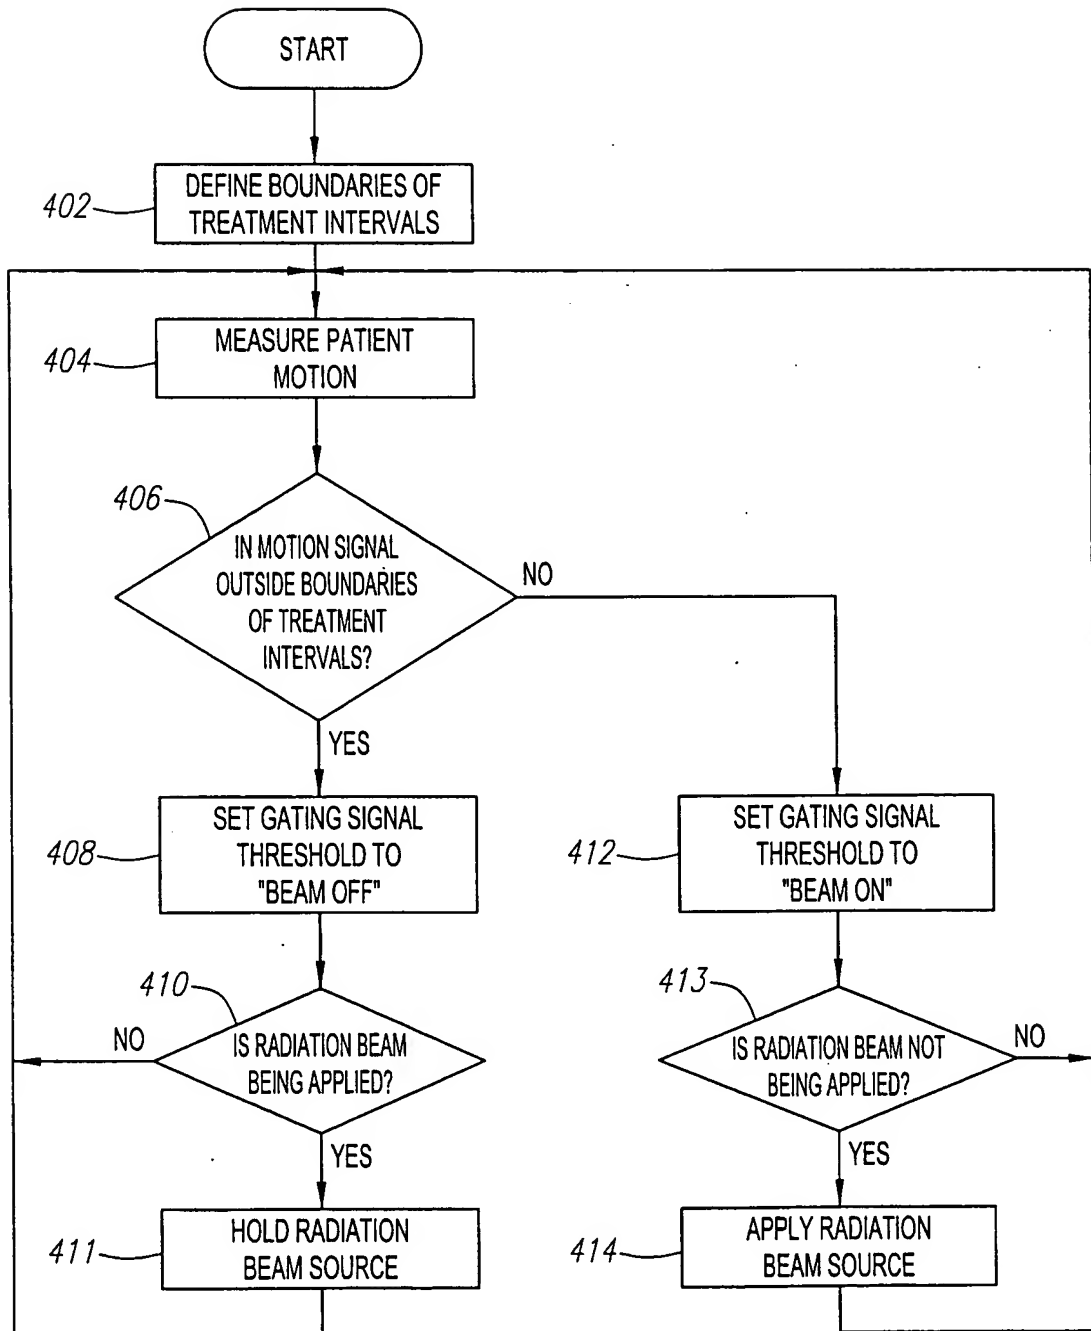 START
402
DEFINE BOUNDARIES OF
TREATMENT INTERVALS
404
MEASURE PATIENT
MOTION
406
IN MOTION SIGNAL
OUTSIDE BOUNDARIES
OF TREATMENT
INTERVALS?
NO
YES
408
SET GATING SIGNAL
THRESHOLD TO
"BEAM OFF"
412
SET GATING SIGNAL
THRESHOLD TO
"BEAM ON"
410
NO
IS RADIATION BEAM
BEING APPLIED?
YES
413
IS RADIATION BEAM NOT
BEING APPLIED?
NO
YES
411
HOLD RADIATION
BEAM SOURCE
414
APPLY RADIATION
BEAM SOURCE